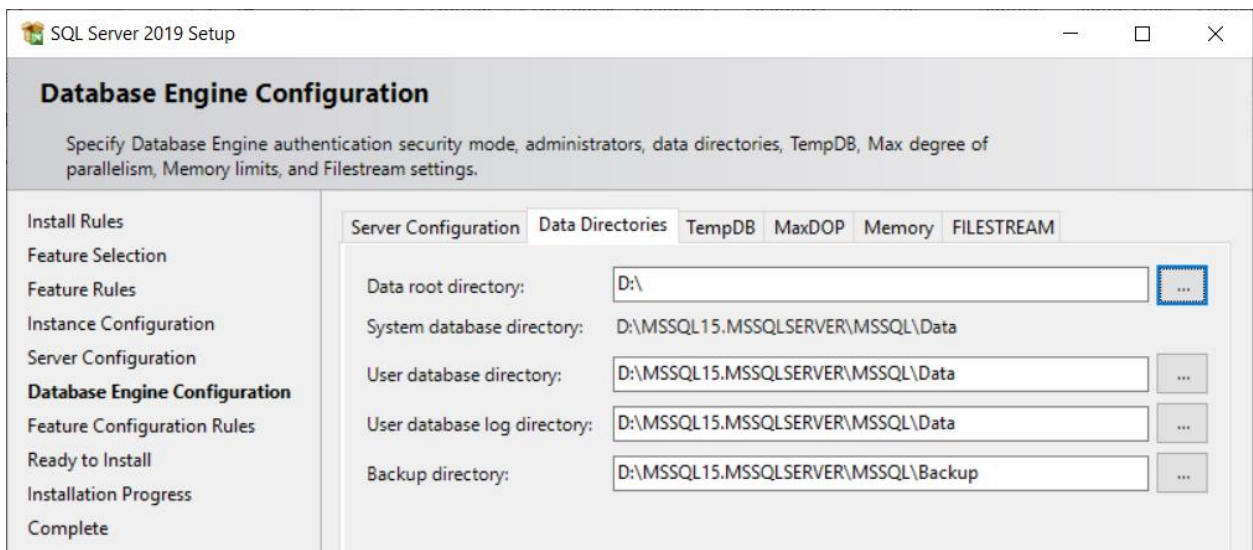 SQL Server 2019 Setup
Database Engine Configuration
Specify Database Engine authentication security mode, administrators, data directories, TempDB, Max degree of
parallelism, Memory limits, and Filestream settings.
Install Rules
Feature Selection
Feature Rules
Instance Configuration
Server Configuration
Database Engine Configuration
Feature Configuration Rules
Ready to Install
Installation Progress
Complete
Server Configuration Data Directories TempDB MaxDOP Memory FILESTREAM
Data root directory: D:\ ...
System database directory: D:\MSSQL15.MSSQLSERVER\MSSQL\Data
User database directory: D:\MSSQL15.MSSQLSERVER\MSSQL\Data ...
User database log directory: D:\MSSQL15.MSSQLSERVER\MSSQL\Data ...
Backup directory: D:\MSSQL15.MSSQLSERVER\MSSQL\Backup ...